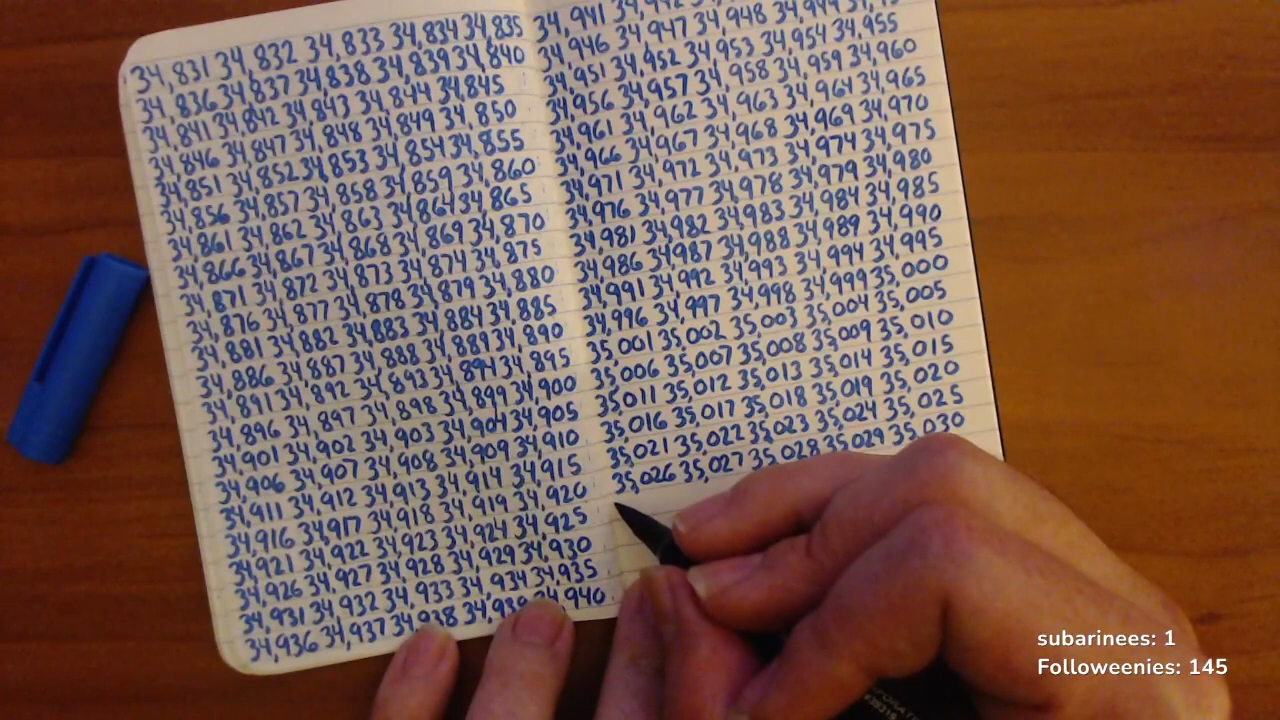 34,831 34,832 34,833 34,834 34,835
34,836 34,837 34,838 34,839 34,840
34,841 34,842 34,843 34,844 34,845
34,846 34,847 34,848 34,849 34,850
34,851 34,852 34,853 34,854 34,855
34,856 34,857 34,858 34,859 34,860
34,861 34,862 34,863 34,864 34,865
34,866 34,867 34,868 34,869 34,870
34,871 34,872 34,873 34,874 34,875
34,876 34,877 34,878 34,879 34,880
34,881 34,882 34,883 34,884 34,885
34,886 34,887 34,888 34,889 34,890
34,891 34,892 34,893 34,894 34,895
34,896 34,897 34,898 34,899 34,900
34,901 34,902 34,903 34,904 34,905
34,906 34,907 34,908 34,909 34,910
34,911 34,912 34,913 34,914 34,915
34,916 34,917 34,918 34,919 34,920
34,921 34,922 34,923 34,924 34,925
34,926 34,927 34,928 34,929 34,930
34,931 34,932 34,933 34,934 34,935
34,936 34,937 34,938 34,939 34,940
34,941 34,942
34,946 34,947 34,948 34,949
34,951 34,952 34,953 34,954 34,955
34,956 34,957 34,958 34,959 34,960
34,961 34,962 34,963 34,964 34,965
34,966 34,967 34,968 34,969 34,970
34,971 34,972 34,973 34,974 34,975
34,976 34,977 34,978 34,979 34,980
34,981 34,982 34,983 34,984 34,985
34,986 34,987 34,988 34,989 34,990
34,991 34,992 34,993 34,994 34,995
34,996 34,997 34,998 34,999 35,000
35,001 35,002 35,003 35,004 35,005
35,006 35,007 35,008 35,009 35,010
35,011 35,012 35,013 35,014 35,015
35,016 35,017 35,018 35,019 35,020
35,021 35,022 35,023 35,024 35,025
35,026 35,027 35,028 35,029 35,030
subarinees: 1
Followeenies: 145